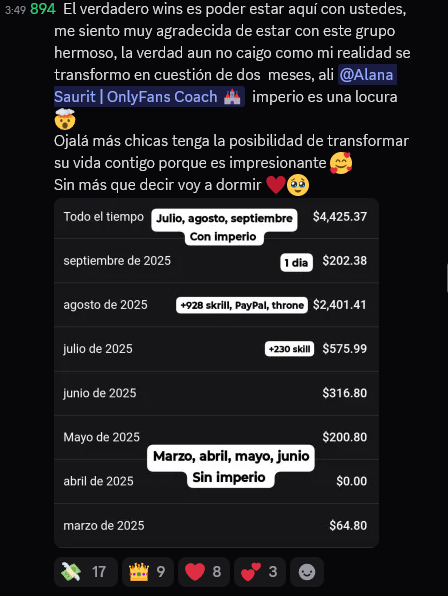 3:49 894 El verdadero wins es poder estar aquí con ustedes,
me siento muy agradecida de estar con este grupo
hermoso, la verdad aun no caigo como mi realidad se
transformo en cuestión de dos meses, ali @Alana
Saurit | OnlyFans Coach imperio es una locura
Ojalá más chicas tenga la posibilidad de transformar
su vida contigo porque es impresionante
Sin más que decir voy a dormir
Todo el tiempo Julio, agosto, septiembre $4,425.37
Con imperio
septiembre de 2025 1 dia $202.38
agosto de 2025 +928 skrill, PayPal, throne $2,401.41
julio de 2025 +230 skill $575.99
junio de 2025 $316.80
Mayo de 2025 $200.80
Marzo, abril, mayo, junio
Sin imperio
abril de 2025 $0.00
marzo de 2025 $64.80
17 9 8 3